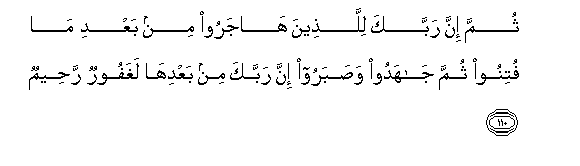 ثُمَّ إِنَّ رَبَّكَ لِلَّذِينَ هَاجَرُوا۟ مِنۢ بَعْدِ مَا
فُتِنُوا۟ ثُمَّ جَـٰهَدُوا۟ وَصَبَرُوٓا۟ إِنَّ رَبَّكَ مِنۢ بَعْدِهَا لَغَفُورٌ رَّحِيمٌ
١١٠